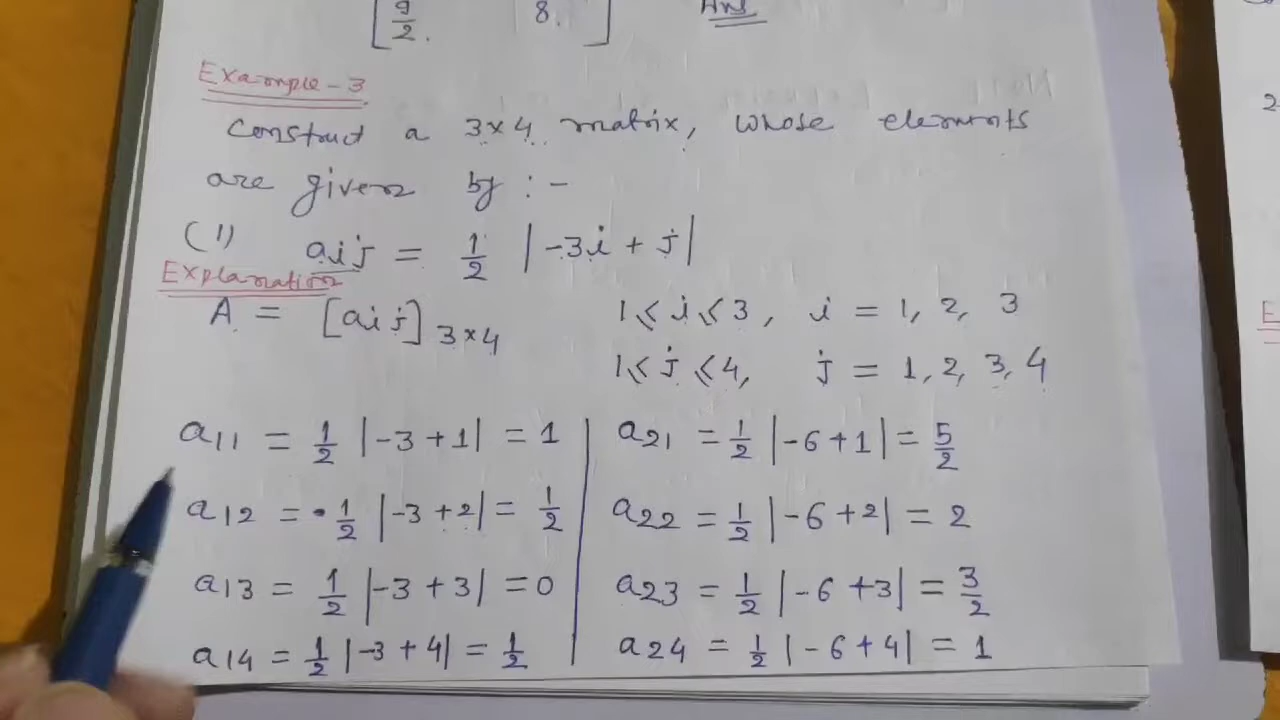 9/2. 8. Ans
Example-3
Construct a 3×4 matrix, whose elements
are given by :-
(1) aij = 1/2 |-3i + j|
Explanation
A = [aij]3×4 1⩽i⩽3, i = 1, 2, 3
1⩽j⩽4, j = 1, 2, 3, 4
a11 = 1/2 |-3+1| = 1
a12 = 1/2 |-3+2| = 1/2
a13 = 1/2 |-3+3| = 0
a14 = 1/2 |-3+4| = 1/2
a21 = 1/2 |-6+1| = 5/2
a22 = 1/2 |-6+2| = 2
a23 = 1/2 |-6+3| = 3/2
a24 = 1/2 |-6+4| = 1
2
E